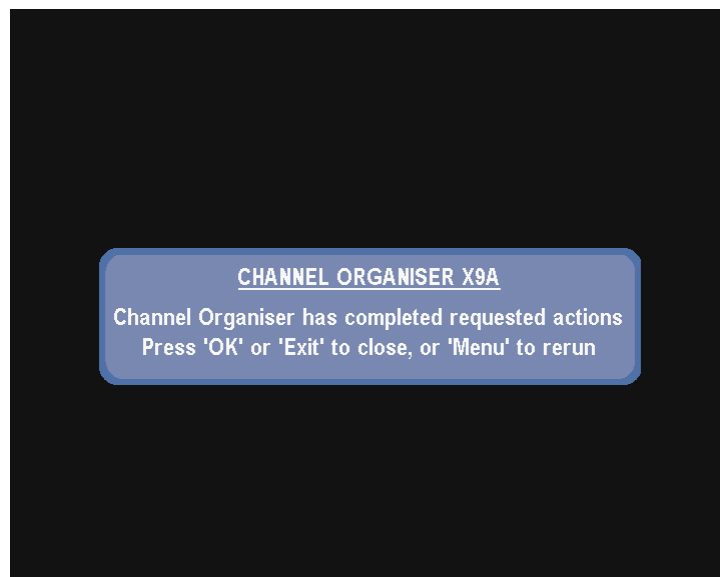 CHANNEL ORGANISER X9A
Channel Organiser has completed requested actions
Press 'OK' or 'Exit' to close, or 'Menu' to rerun